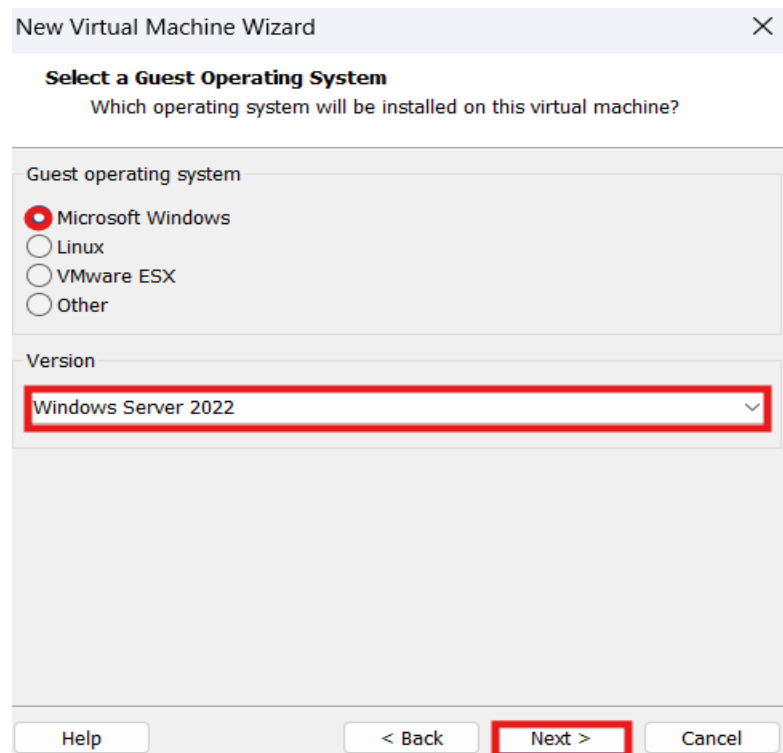 New Virtual Machine Wizard
Select a Guest Operating System
Which operating system will be installed on this virtual machine?
Guest operating system
Microsoft Windows
Linux
VMware ESX
Other
Version
Windows Server 2022
Help
< Back
Next >
Cancel